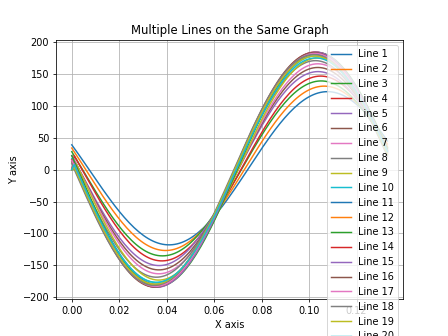 Multiple Lines on the Same Graph
200
150
100
50
0
−50
−100
−150
−200
Y axis
0.00
0.02
0.04
0.06
0.08
0.10
X axis
Line 1
Line 2
Line 3
Line 4
Line 5
Line 6
Line 7
Line 8
Line 9
Line 10
Line 11
Line 12
Line 13
Line 14
Line 15
Line 16
Line 17
Line 18
Line 19
Line 20